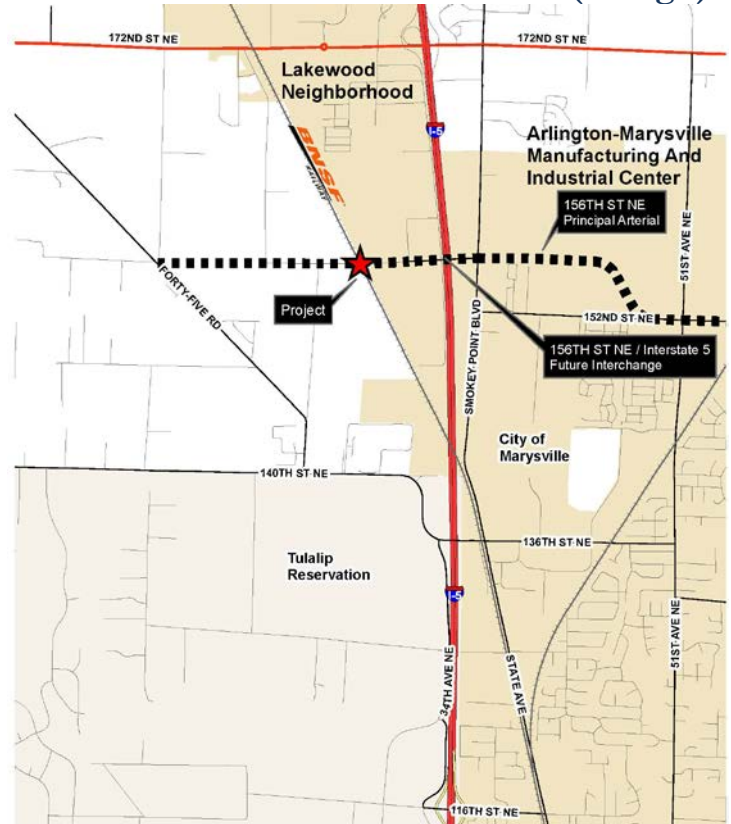 172ND ST NE
172ND ST NE
Lakewood
Neighborhood
I-5
BNSF
RAILWAY
Arlington-Marysville
Manufacturing And
Industrial Center
156TH ST NE
Principal Arterial
51ST AVE NE
FORTY-FIVE RD
Project
SMOKEY POINT BLVD
152ND ST NE
156TH ST NE / Interstate 5
Future Interchange
City of
Marysville
140TH ST NE
136TH ST NE
Tulalip
Reservation
I-5
34TH AVE NE
STATE AVE
51ST AVE NE
116TH ST NE